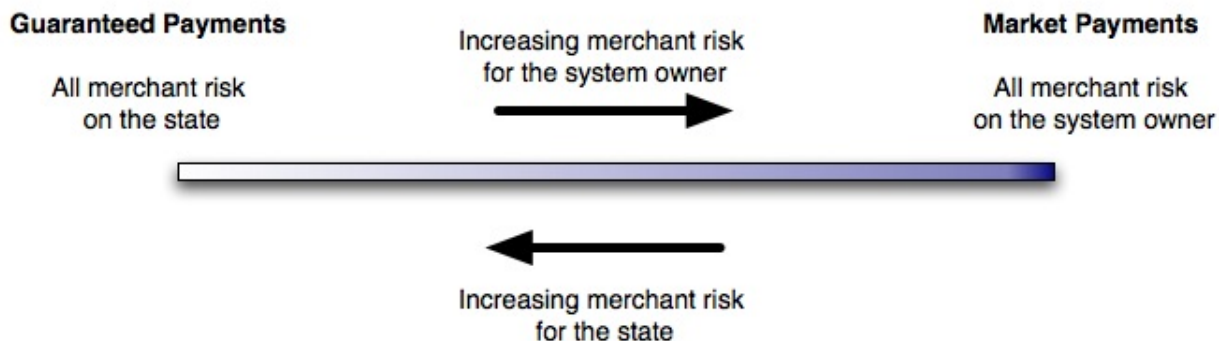 Guaranteed Payments
All merchant risk
on the state
Increasing merchant risk
for the system owner
Market Payments
All merchant risk
on the system owner
Increasing merchant risk
for the state